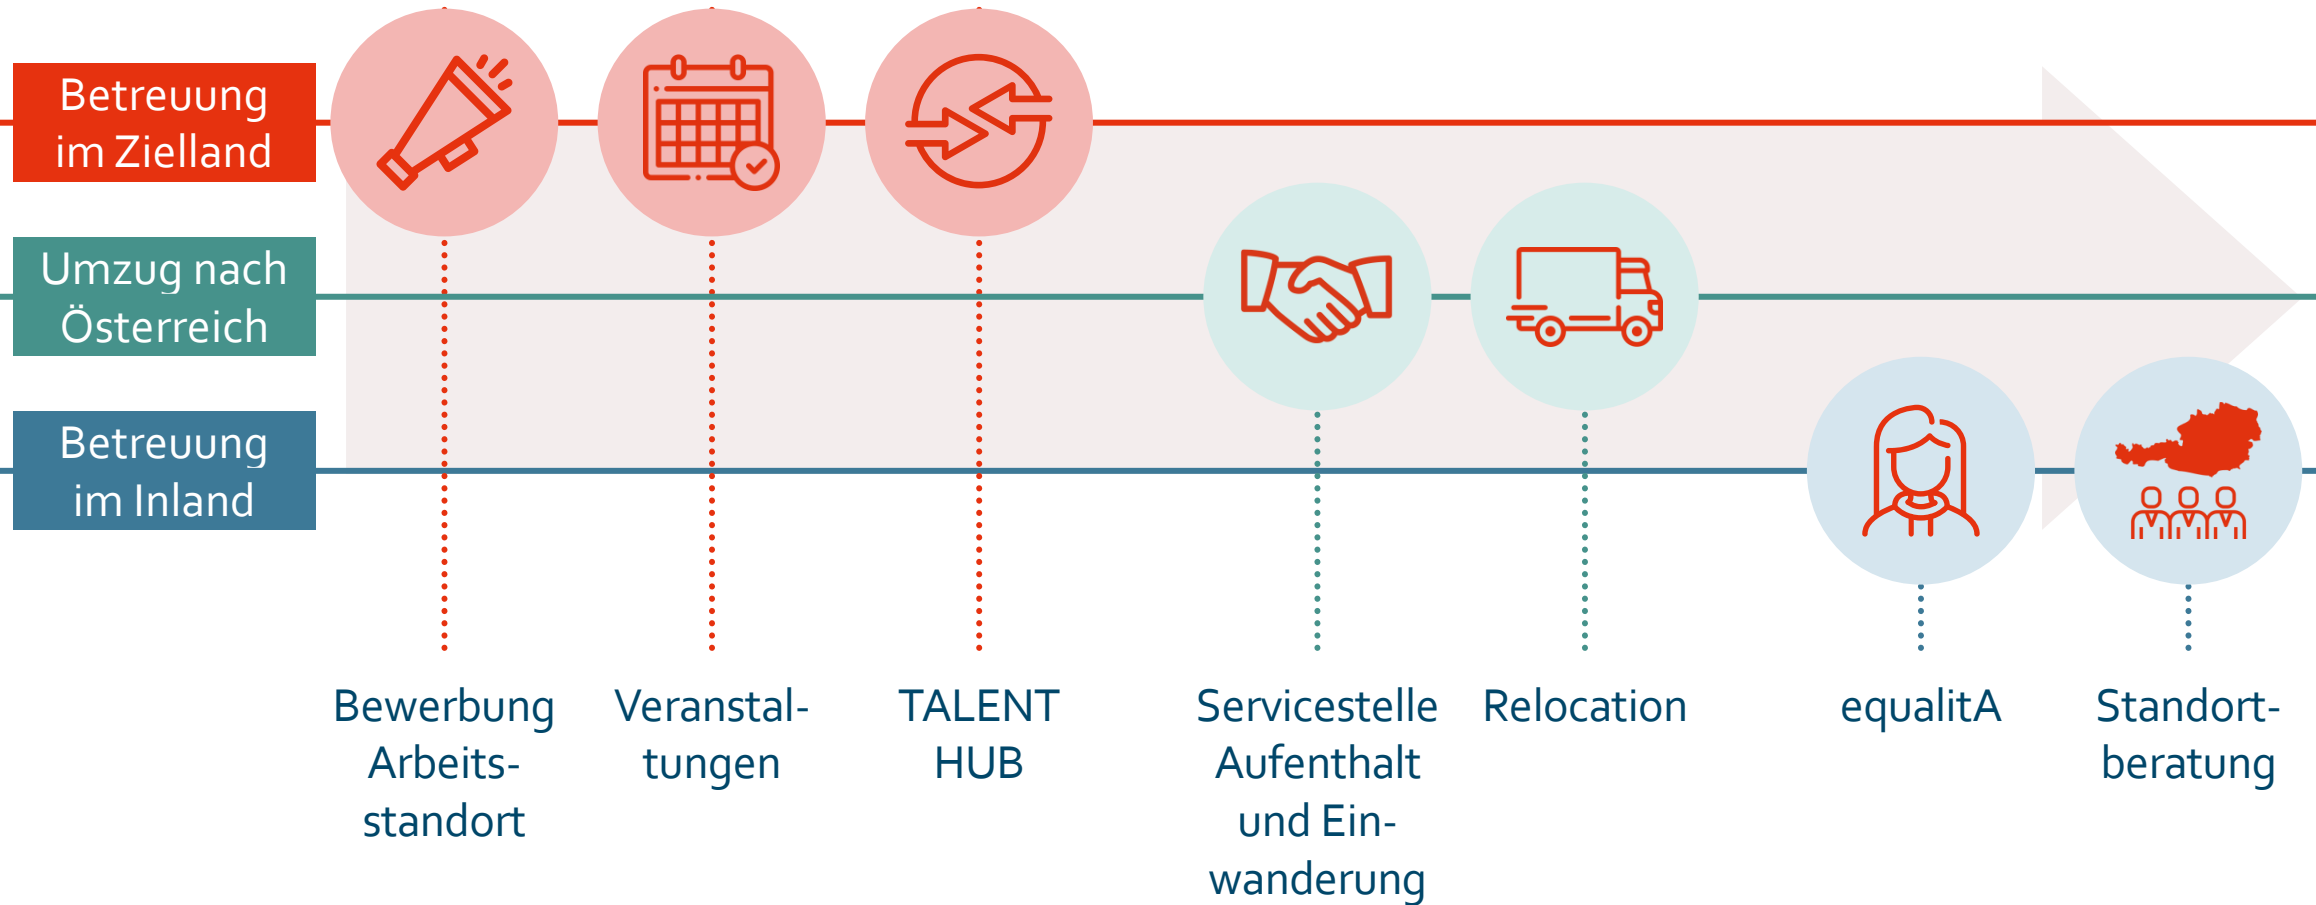 Betreuung
im Zielland
Umzug nach
Österreich
Betreuung
im Inland
Bewerbung
Arbeits-
standort
Veranstal-
tungen
TALENT
HUB
Servicestelle
Aufenthalt
und Ein-
wanderung
Relocation
equalitA
Standort-
beratung